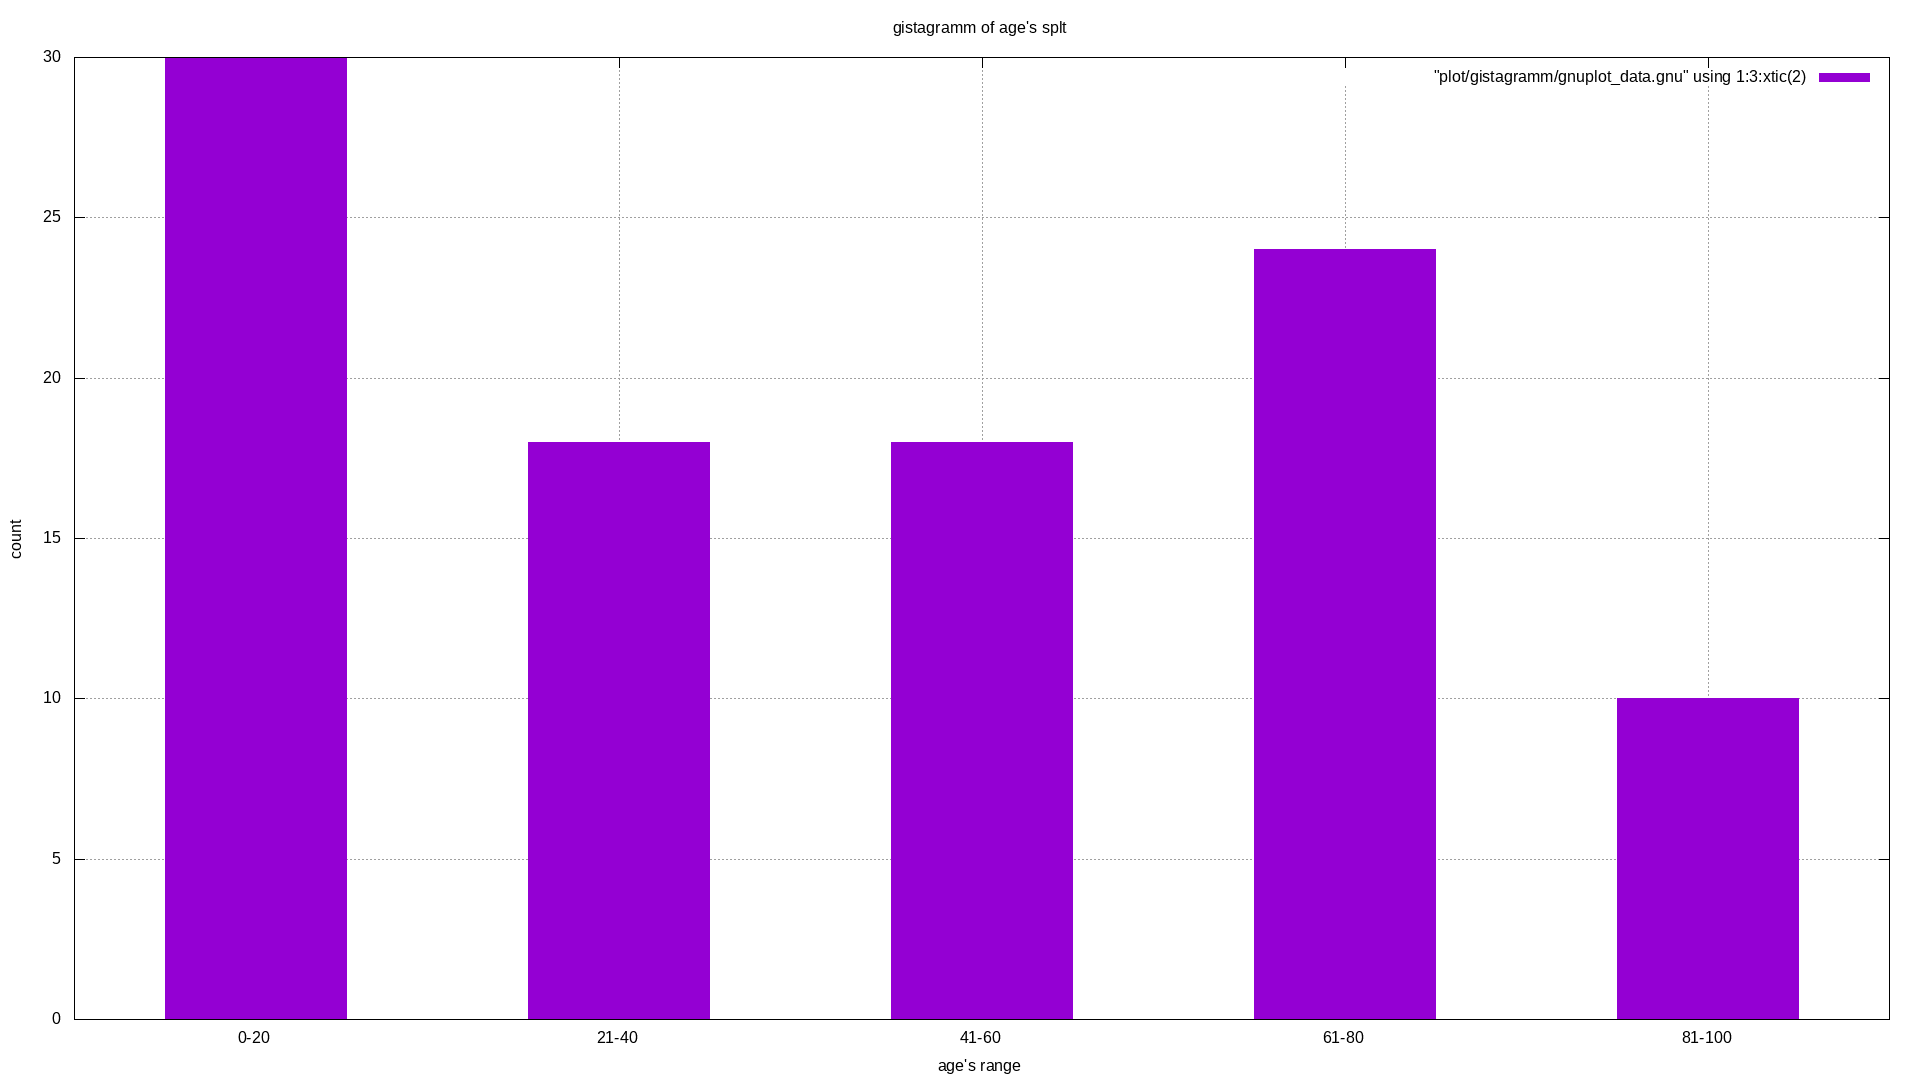 gistagramm of age's splt
"plot/gistagramm/gnuplot_data.gnu" using 1:3:xtic(2)
30
25
20
15
10
5
0
count
0-20 21-40 41-60 61-80 81-100
age's range